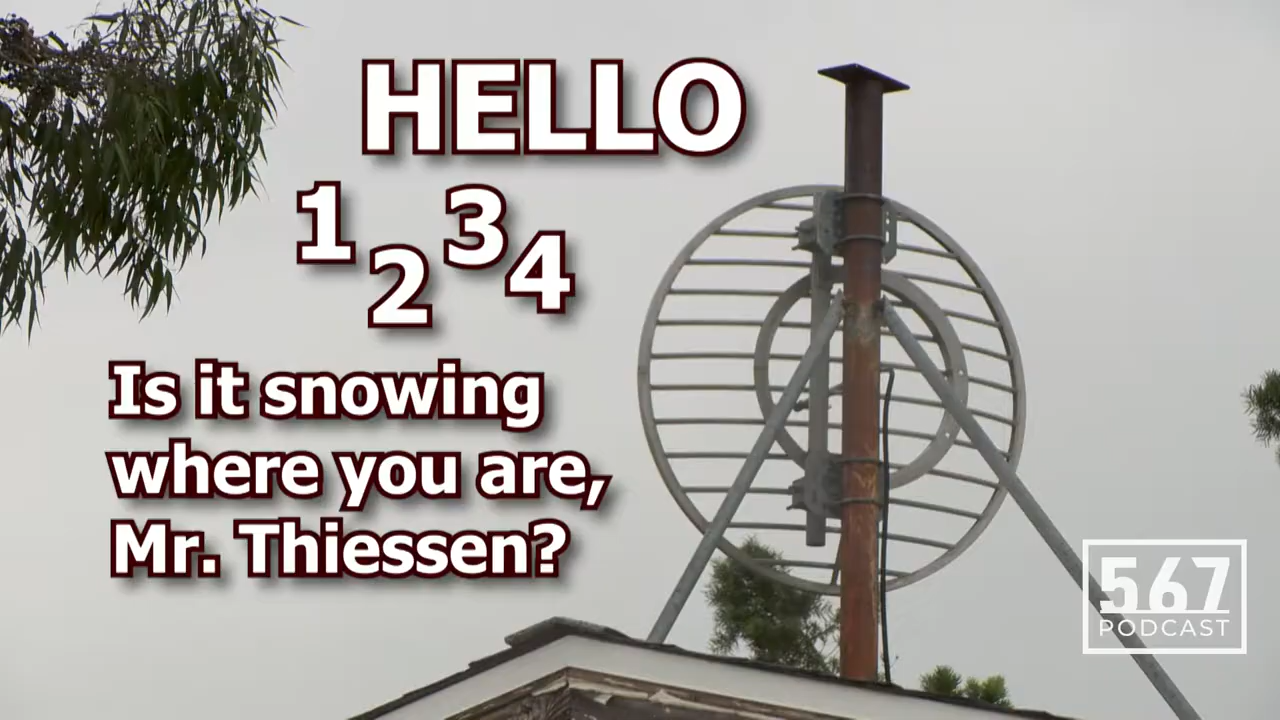 HELLO
1 2 3 4
Is it snowing
where you are,
Mr. Thiessen?
567
PODCAST